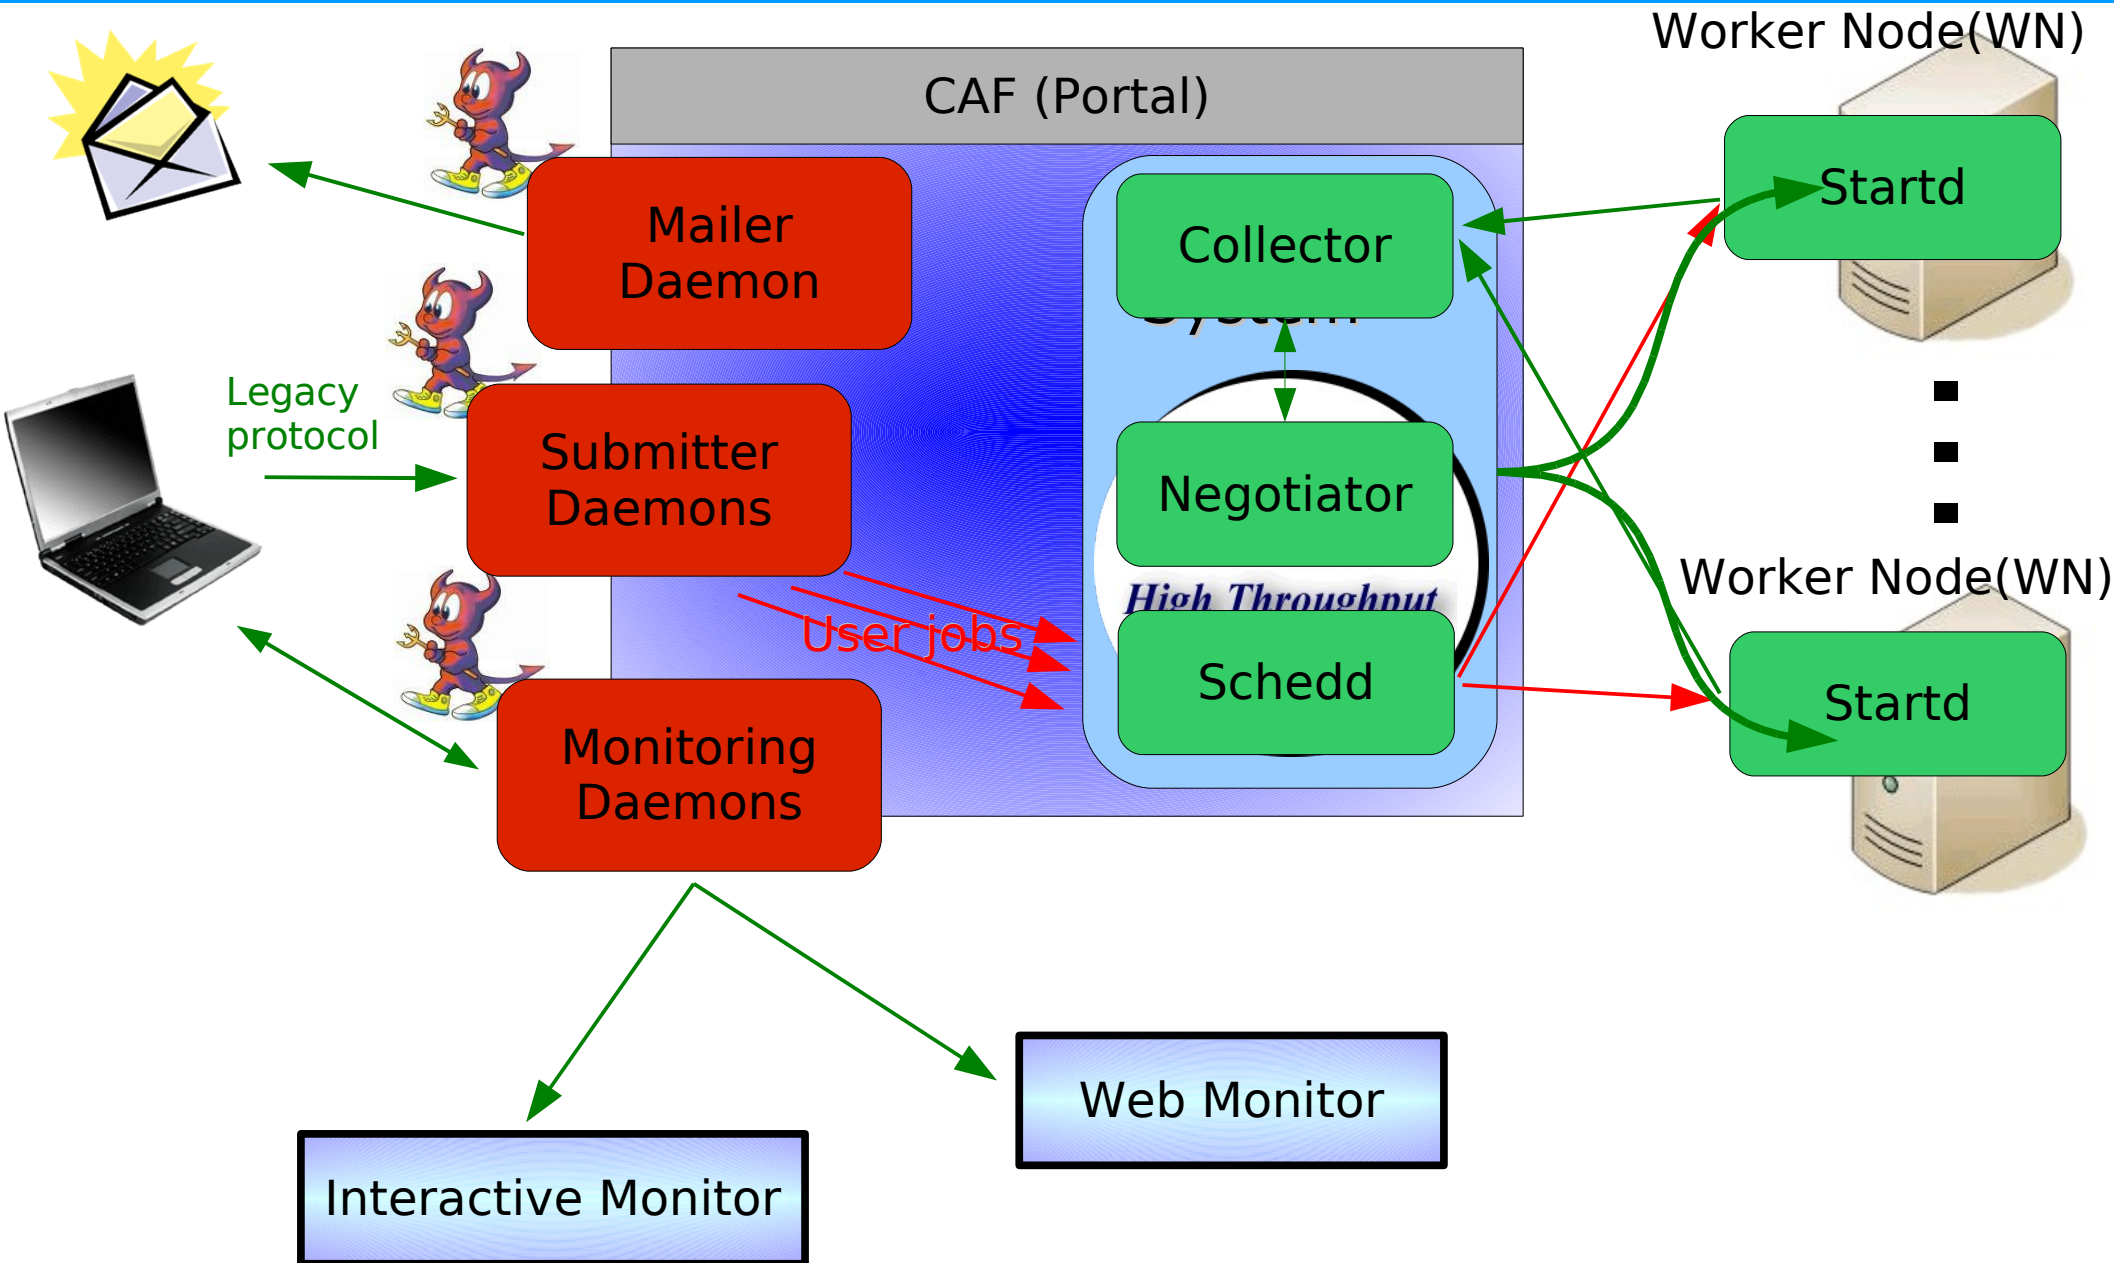 Worker Node(WN)
CAF (Portal)
Startd
Mailer
Daemon
Collector
System
Legacy
protocol
Submitter
Daemons
Negotiator
Worker Node(WN)
High Throughput
User jobs
Schedd
Startd
Monitoring
Daemons
Web Monitor
Interactive Monitor